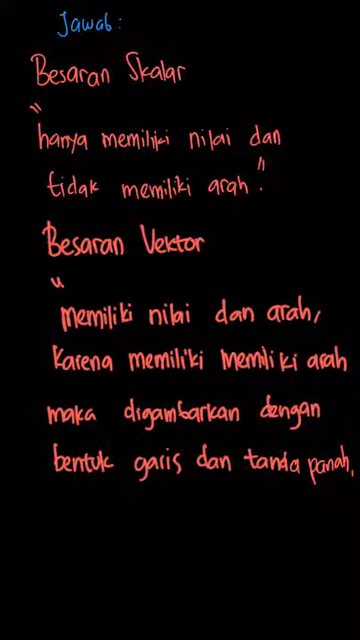 Jawab:
Besaran Skalar
"
hanya memiliki nilai dan
tidak memiliki arah."
Besaran Vektor
"
memiliki nilai dan arah,
karena memiliki memiliki arah
maka digambarkan dengan
bentuk garis dan tanda panah.